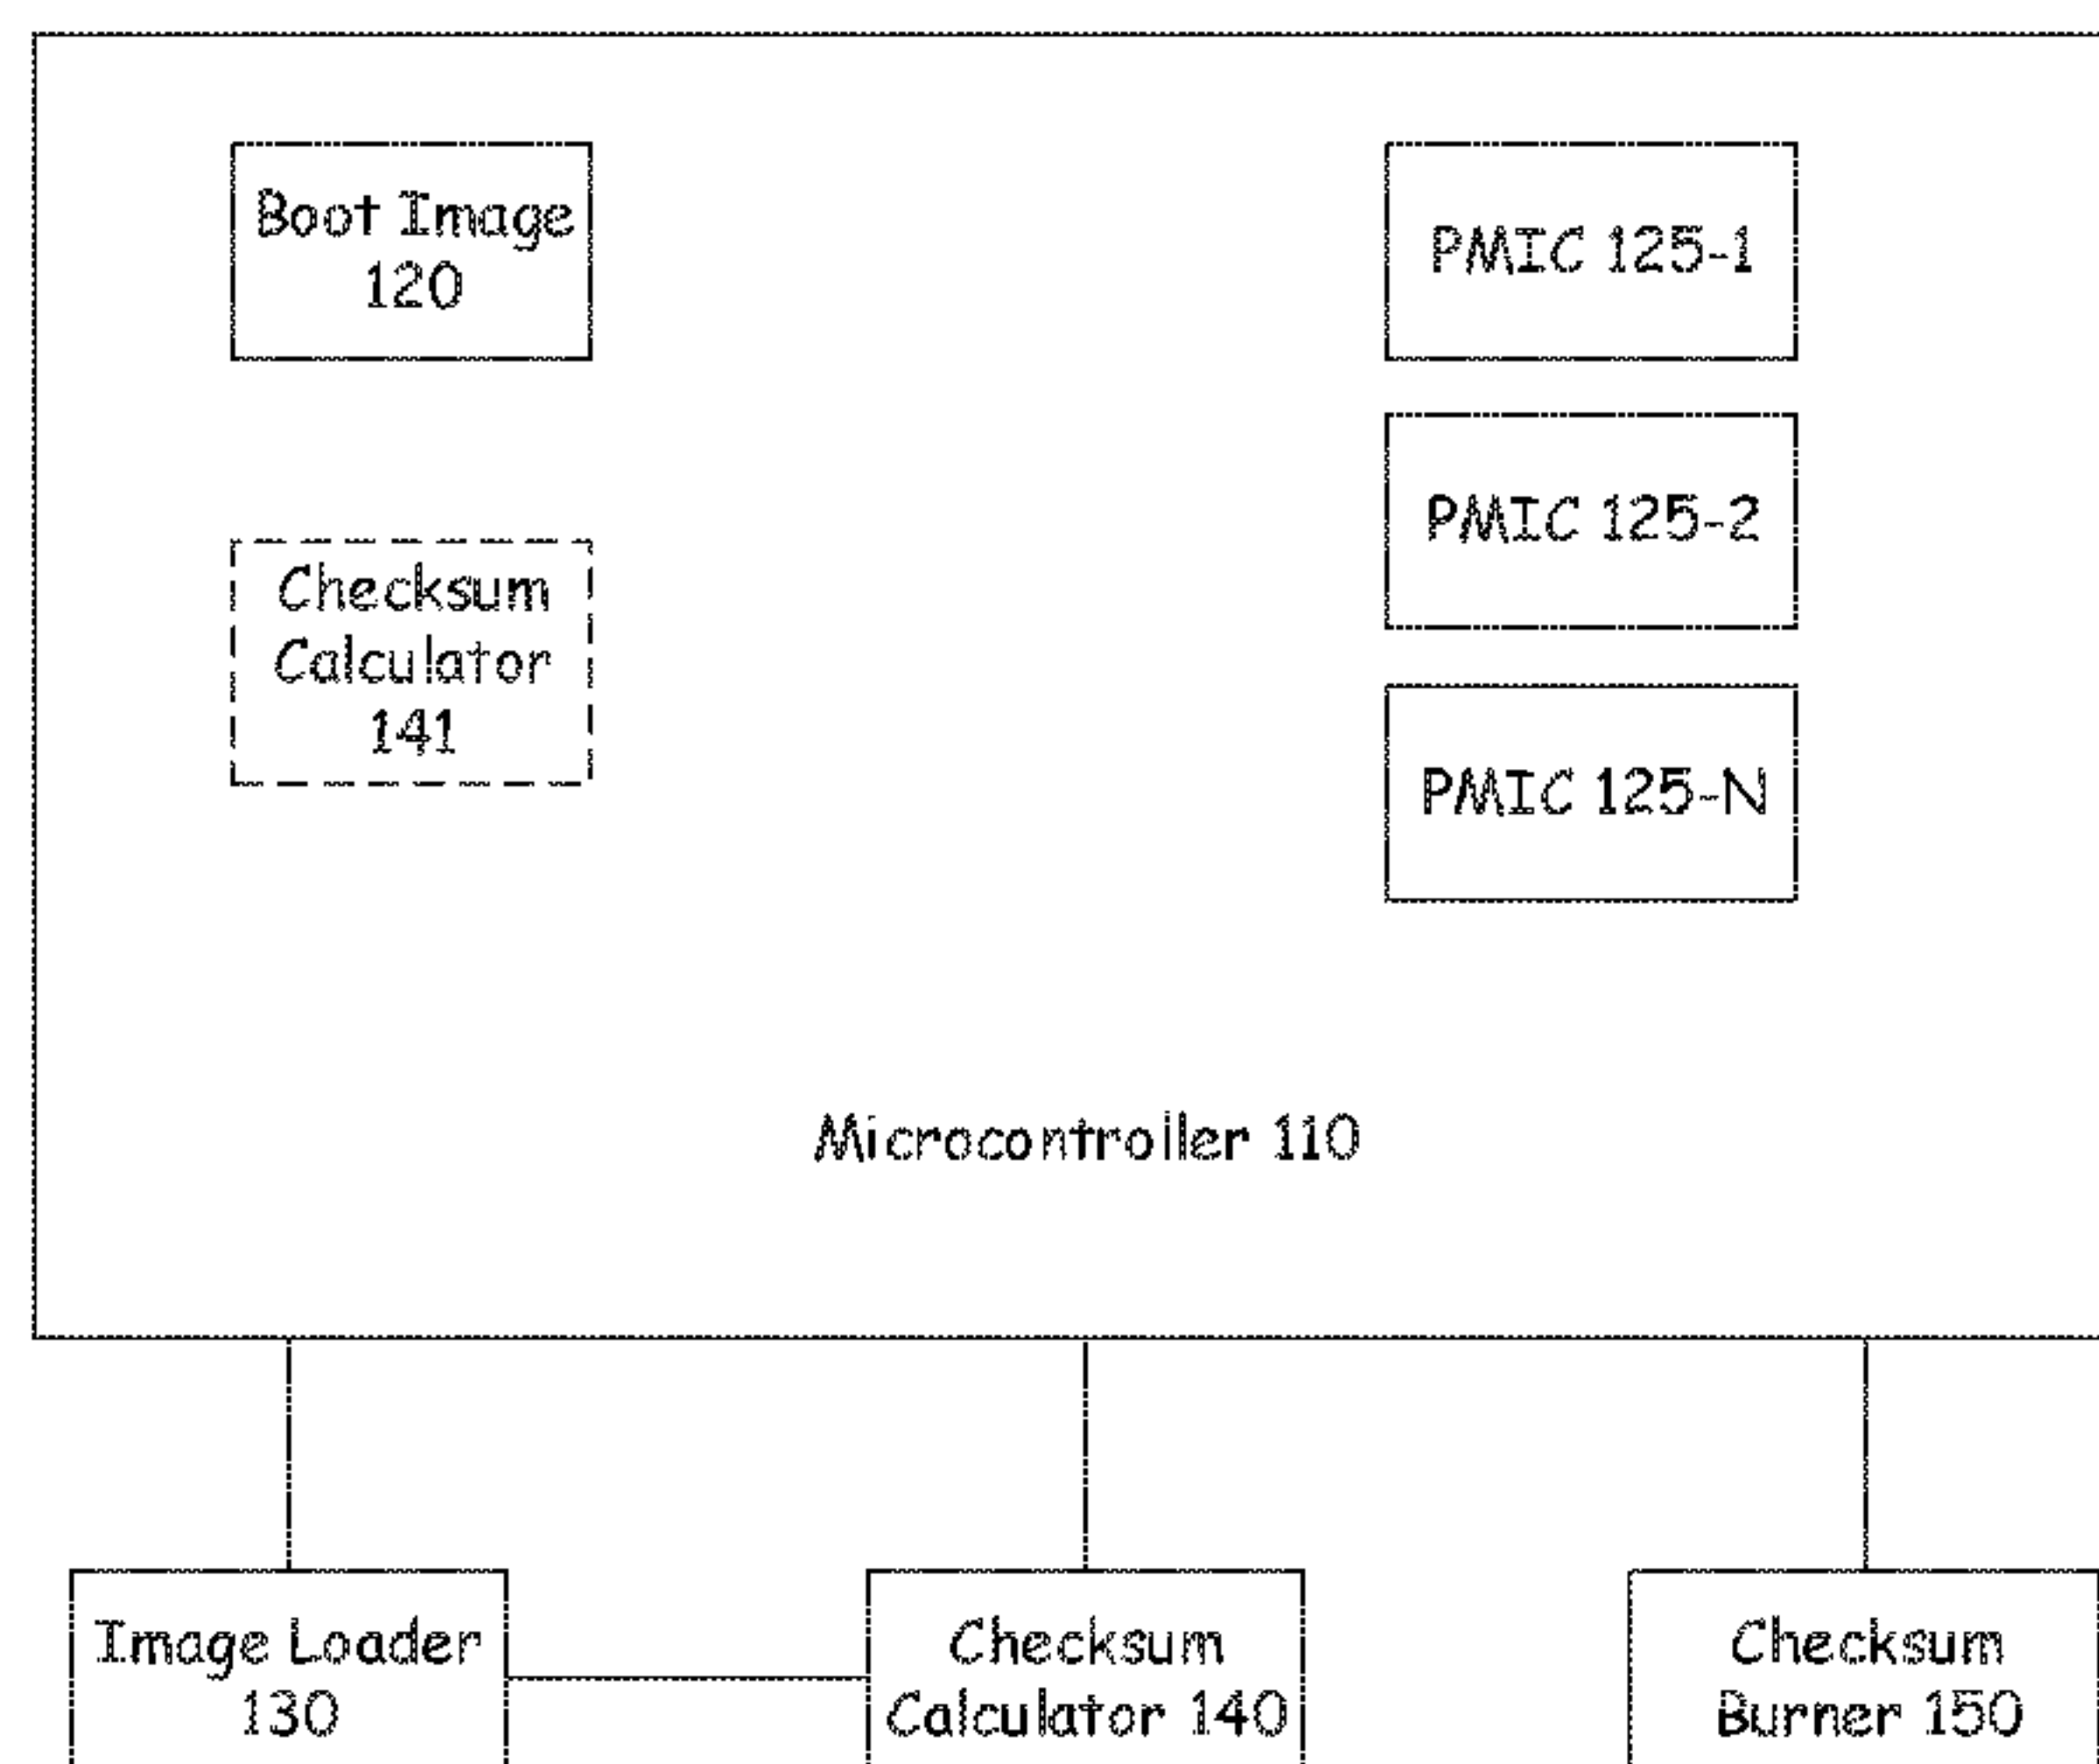 Boot Image
120
PMIC 125-1
PMIC 125-2
Checksum
Calculator
141
PMIC 125-N
Microcontroller 110
Image Loader
130
Checksum
Calculator 140
Checksum
Burner 150